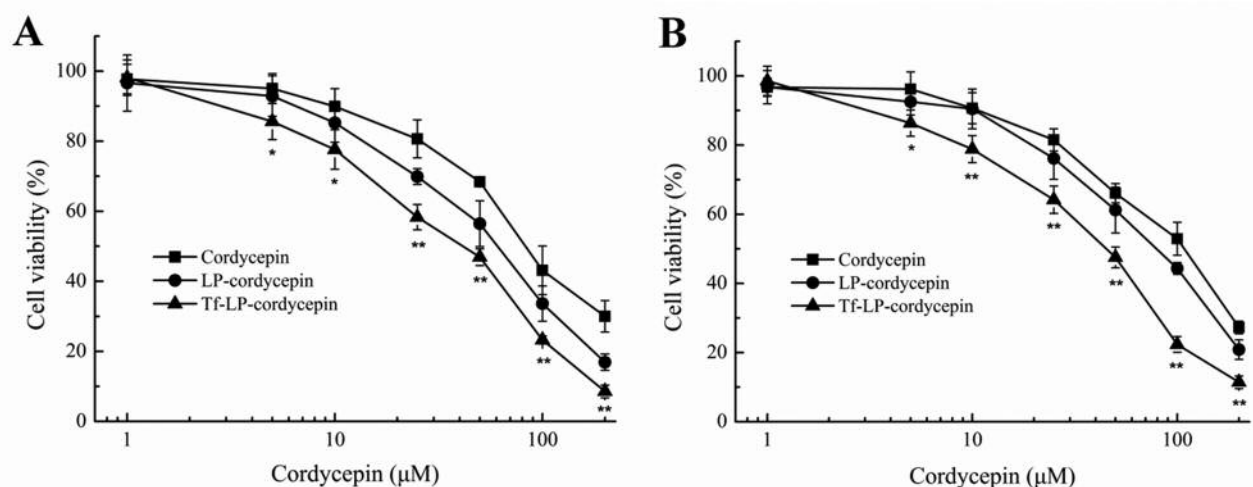 A
Cell viability (%)
100
80
60
40
20
0
Cordycepin
LP-cordycepin
Tf-LP-cordycepin
*
*
**
**
**
**
1
10
100
Cordycepin (μM)
B
Cell viability (%)
100
80
60
40
20
0
Cordycepin
LP-cordycepin
Tf-LP-cordycepin
*
**
**
**
**
**
1
10
100
Cordycepin (μM)